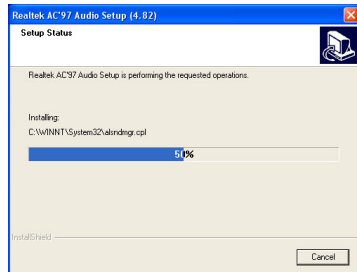 Realtek AC'97 Audio Setup (4.82)
Setup Status
Realtek AC'97 Audio Setup is performing the requested operations.
Installing:
C:\WINNT\System32\alsndmgr.cpl
50%
InstallShield
Cancel